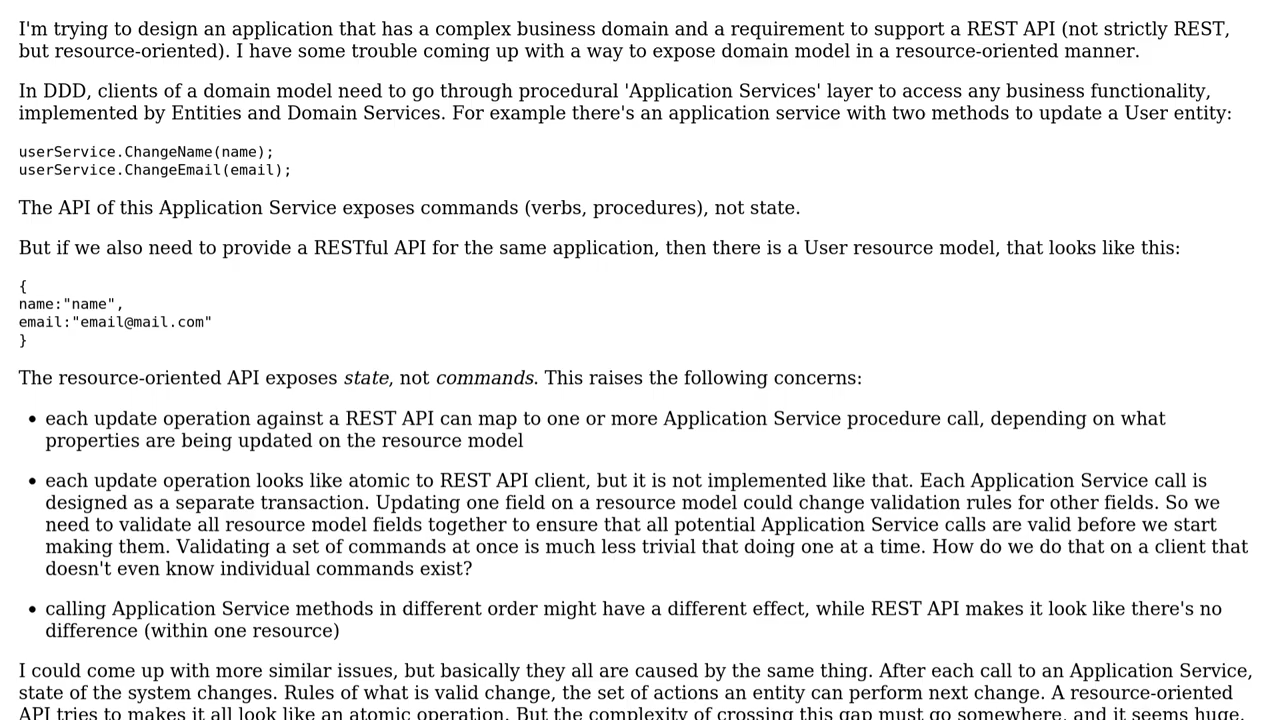 I'm trying to design an application that has a complex business domain and a requirement to support a REST API (not strictly REST,
but resource-oriented). I have some trouble coming up with a way to expose domain model in a resource-oriented manner.
In DDD, clients of a domain model need to go through procedural 'Application Services' layer to access any business functionality,
implemented by Entities and Domain Services. For example there's an application service with two methods to update a User entity:
userService.ChangeName(name);
userService.ChangeEmail(email);
The API of this Application Service exposes commands (verbs, procedures), not state.
But if we also need to provide a RESTful API for the same application, then there is a User resource model, that looks like this:
{
name:"name",
email:"email@mail.com"
}
The resource-oriented API exposes state, not commands. This raises the following concerns:
• each update operation against a REST API can map to one or more Application Service procedure call, depending on what
properties are being updated on the resource model
• each update operation looks like atomic to REST API client, but it is not implemented like that. Each Application Service call is
designed as a separate transaction. Updating one field on a resource model could change validation rules for other fields. So we
need to validate all resource model fields together to ensure that all potential Application Service calls are valid before we start
making them. Validating a set of commands at once is much less trivial that doing one at a time. How do we do that on a client that
doesn't even know individual commands exist?
• calling Application Service methods in different order might have a different effect, while REST API makes it look like there's no
difference (within one resource)
I could come up with more similar issues, but basically they all are caused by the same thing. After each call to an Application Service,
state of the system changes. Rules of what is valid change, the set of actions an entity can perform next change. A resource-oriented
API tries to makes it all look like an atomic operation. But the complexity of crossing this gap must go somewhere, and it seems huge.